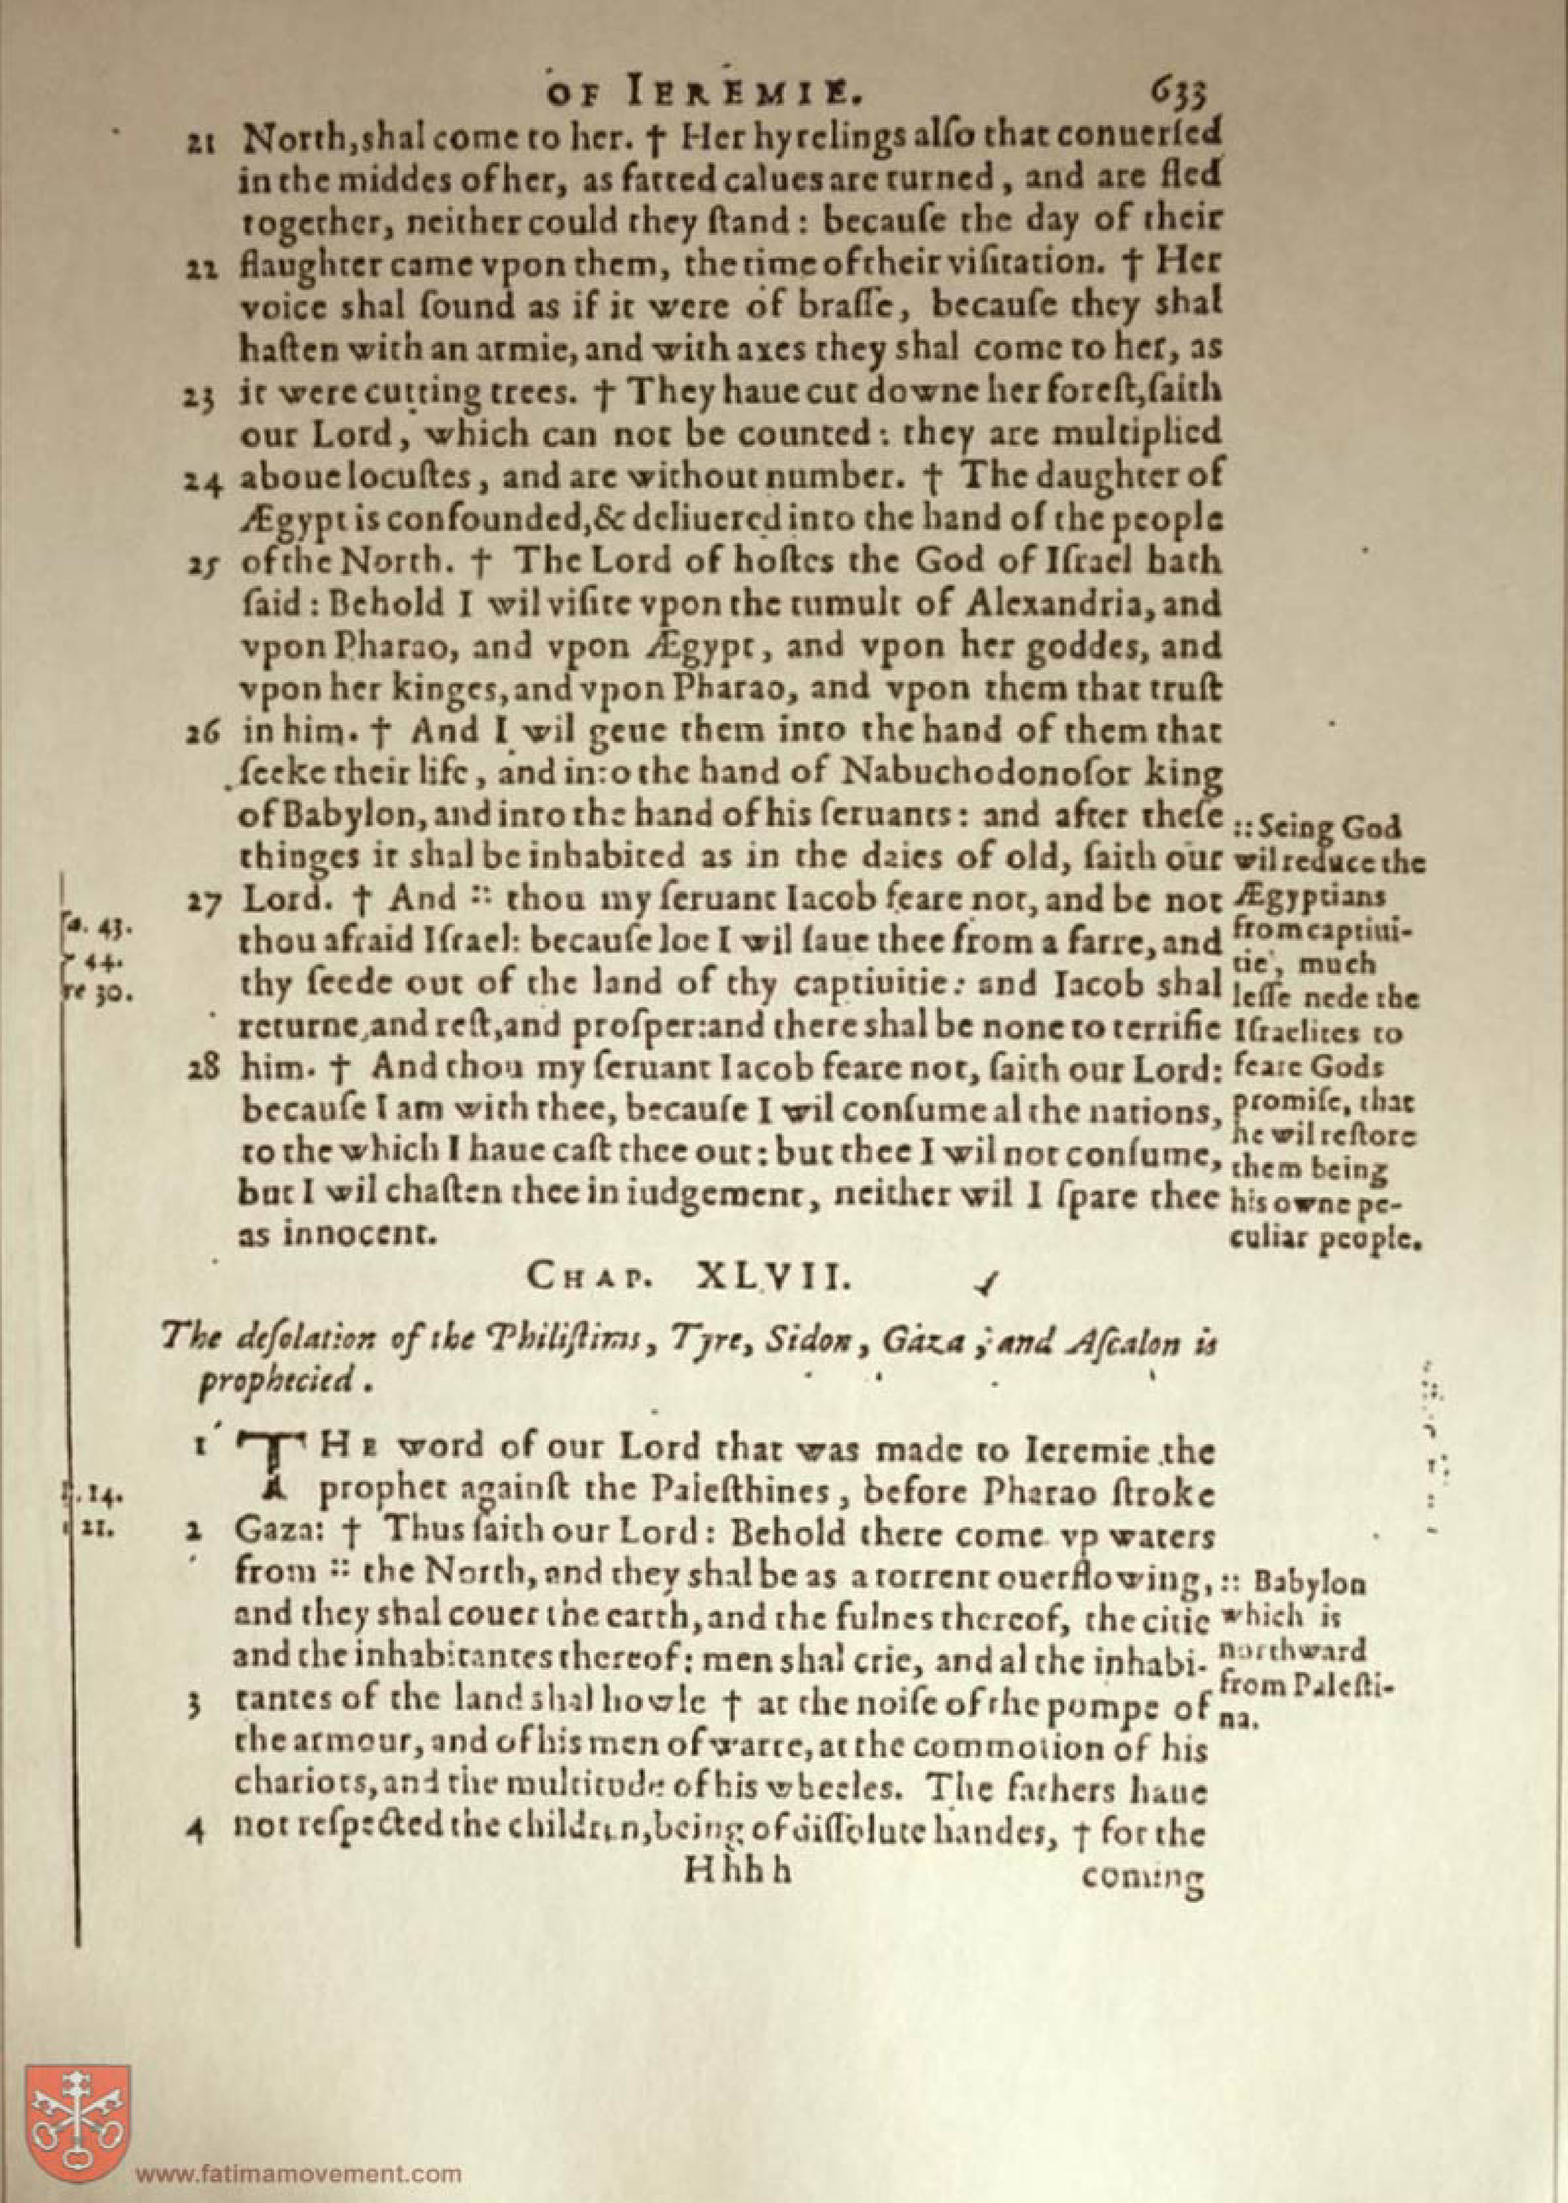 OF IEREMIE. 633
21 North, shal come to her. † Her hyrelings alſo that conuerſed
in the middes of her, as fatted calues are turned, and are fled
together, neither could they ſtand: becauſe the day of their
22 ſlaughter came vpon them, the time of their viſitation. † Her
voice shal ſound as if it were of braſſe, becauſe they shal
haſten with an armie, and with axes they shal come to her, as
23 it were cutting trees. † They haue cut downe her foreſt, ſaith
our Lord, which can not be counted: they are multiplied
24 aboue locuſtes, and are without number. † The daughter of
Ægypt is confounded, & deliuered into the hand of the people
25 of the North. † The Lord of hoſtes the God of Iſrael hath
ſaid: Behold I wil viſite vpon the tumult of Alexandria, and
vpon Pharao, and vpon Ægypt, and vpon her goddes, and
vpon her kinges, and vpon Pharao, and vpon them that truſt
26 in him. † And I wil geue them into the hand of them that
ſeeke their life, and into the hand of Nabuchodonoſor king
of Babylon, and into the hand of his ſeruants: and after theſe
thinges it shal be inhabited as in the daies of old, ſaith our
27 Lord. † And :: thou my ſeruant Iacob feare not, and be not
thou afraid Iſrael: becauſe loe I wil ſaue thee from a farre, and
thy ſeede out of the land of thy captiuitie: and Iacob shal
returne, and reſt, and proſper: and there shal be none to terrifie
28 him. † And thou my ſeruant Iacob feare not, ſaith our Lord:
becauſe I am with thee, becauſe I wil conſume al the nations,
to the which I haue caſt thee out: but thee I wil not conſume,
but I wil chaſten thee in iudgement, neither wil I ſpare thee
as innocent.
:: Seing God
wil reduce the
Ægyptians
from captiui-
tie, much
leſſe nede the
Iſraelites to
feare Gods
promiſe, that
he wil reſtore
them being
his owne pe-
culiar people.
43.
44.
re 30.
CHAP. XLVII.
The deſolation of the Philiſtims, Tyre, Sidon, Gaza, and Aſcalon is
prophecied.
1 THE word of our Lord that was made to Ieremie the
prophet againſt the Paleſthines, before Pharao ſtroke
2 Gaza: † Thus ſaith our Lord: Behold there come vp waters
from :: the North, and they shal be as a torrent ouerflowing,
and they shal couer the earth, and the fulnes thereof, the citie
and the inhabitantes thereof: men shal crie, and al the inhabi-
3 tantes of the land shal howle † at the noiſe of the pompe of
the armour, and of his men of warre, at the commotion of his
chariots, and the multitude of his wheeles. The fathers haue
4 not reſpected the children, being of diſſolute handes, † for the
:: Babylon
which is
northward
from Paleſti-
na.
14.
21.
Hhhh coming
www.fatimamovement.com